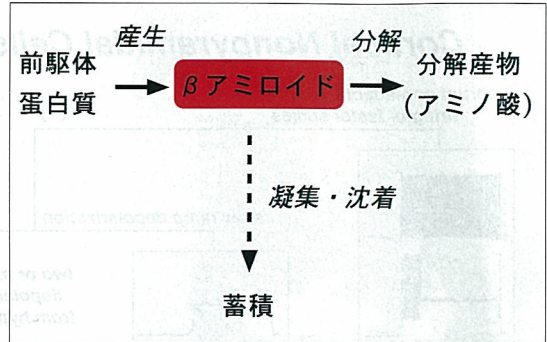 産生
分解
前駆体
蛋白質
βアミロイド
分解産物
(アミノ酸)
凝集・沈着
蓄積